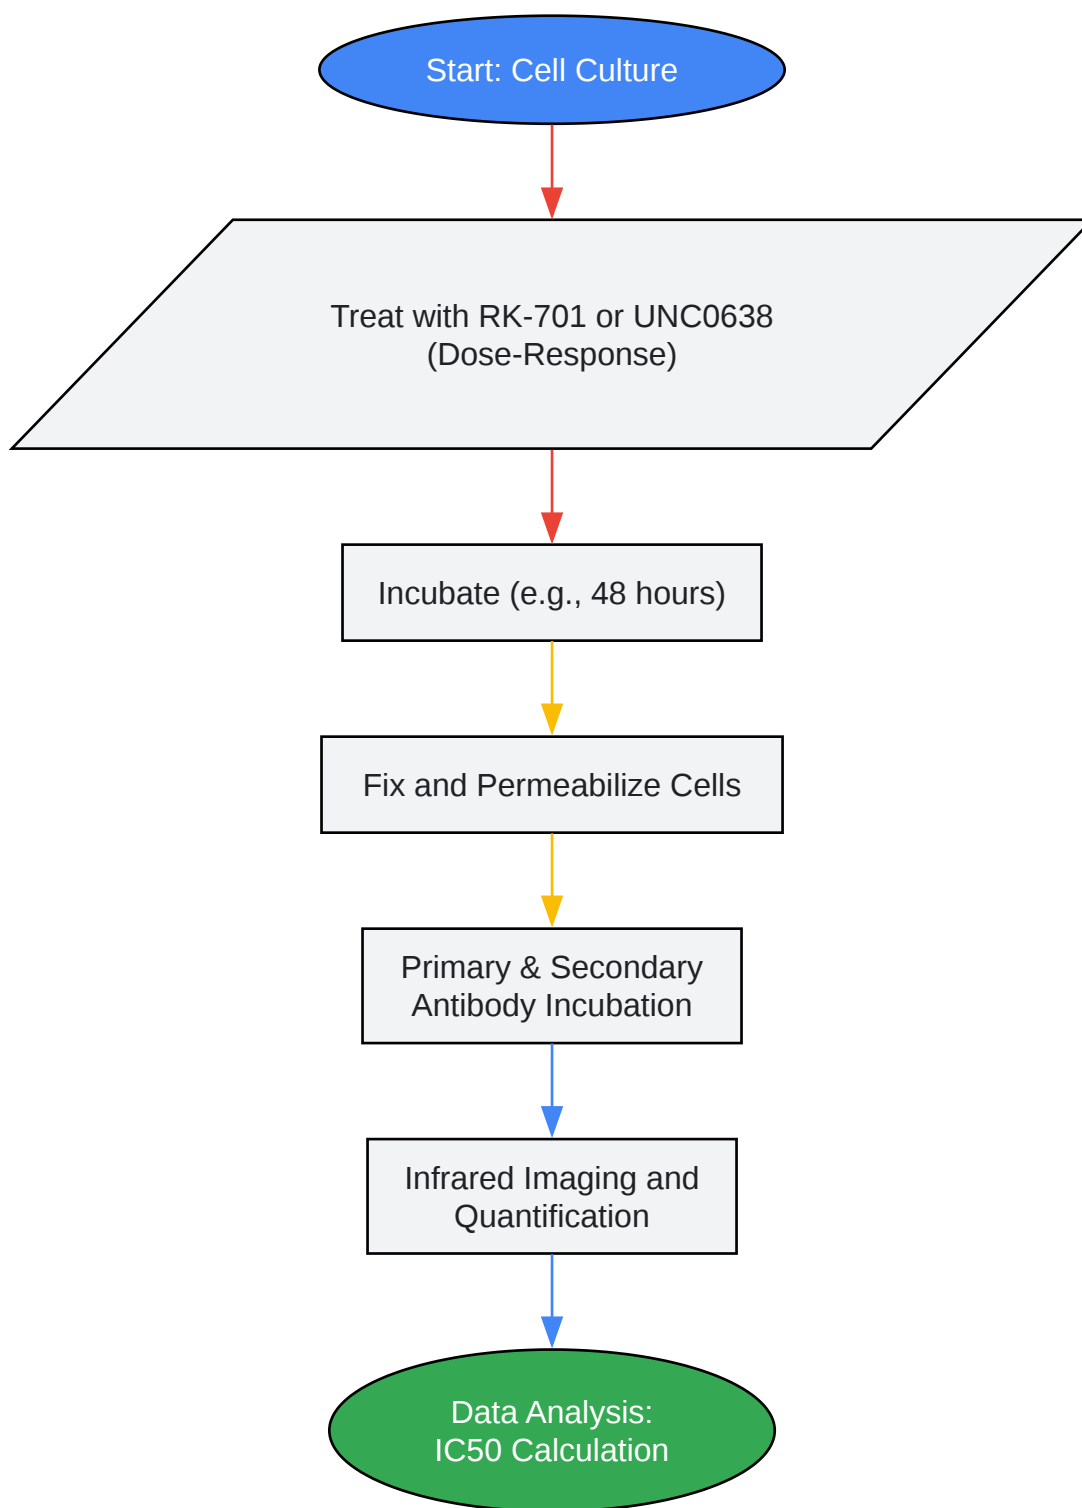 Start: Cell Culture
Treat with RK-701 or UNC0638
(Dose-Response)
Incubate (e.g., 48 hours)
Fix and Permeabilize Cells
Primary & Secondary
Antibody Incubation
Infrared Imaging and
Quantification
Data Analysis:
IC50 Calculation